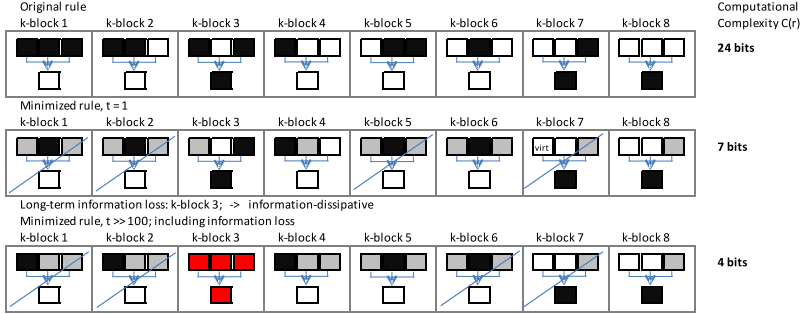 Original rule
Computational
k-block 1 k-block 2 k-block 3 k-block 4 k-block 5 k-block 6 k-block 7 k-block 8
Complexity C(r)
24 bits
Minimized rule, t = 1
k-block 1 k-block 2 k-block 3 k-block 4 k-block 5 k-block 6 k-block 7 k-block 8
virt
7 bits
Long-term information loss: k-block 3; -> information-dissipative
Minimized rule, t >> 100; including information loss
k-block 1 k-block 2 k-block 3 k-block 4 k-block 5 k-block 6 k-block 7 k-block 8
4 bits